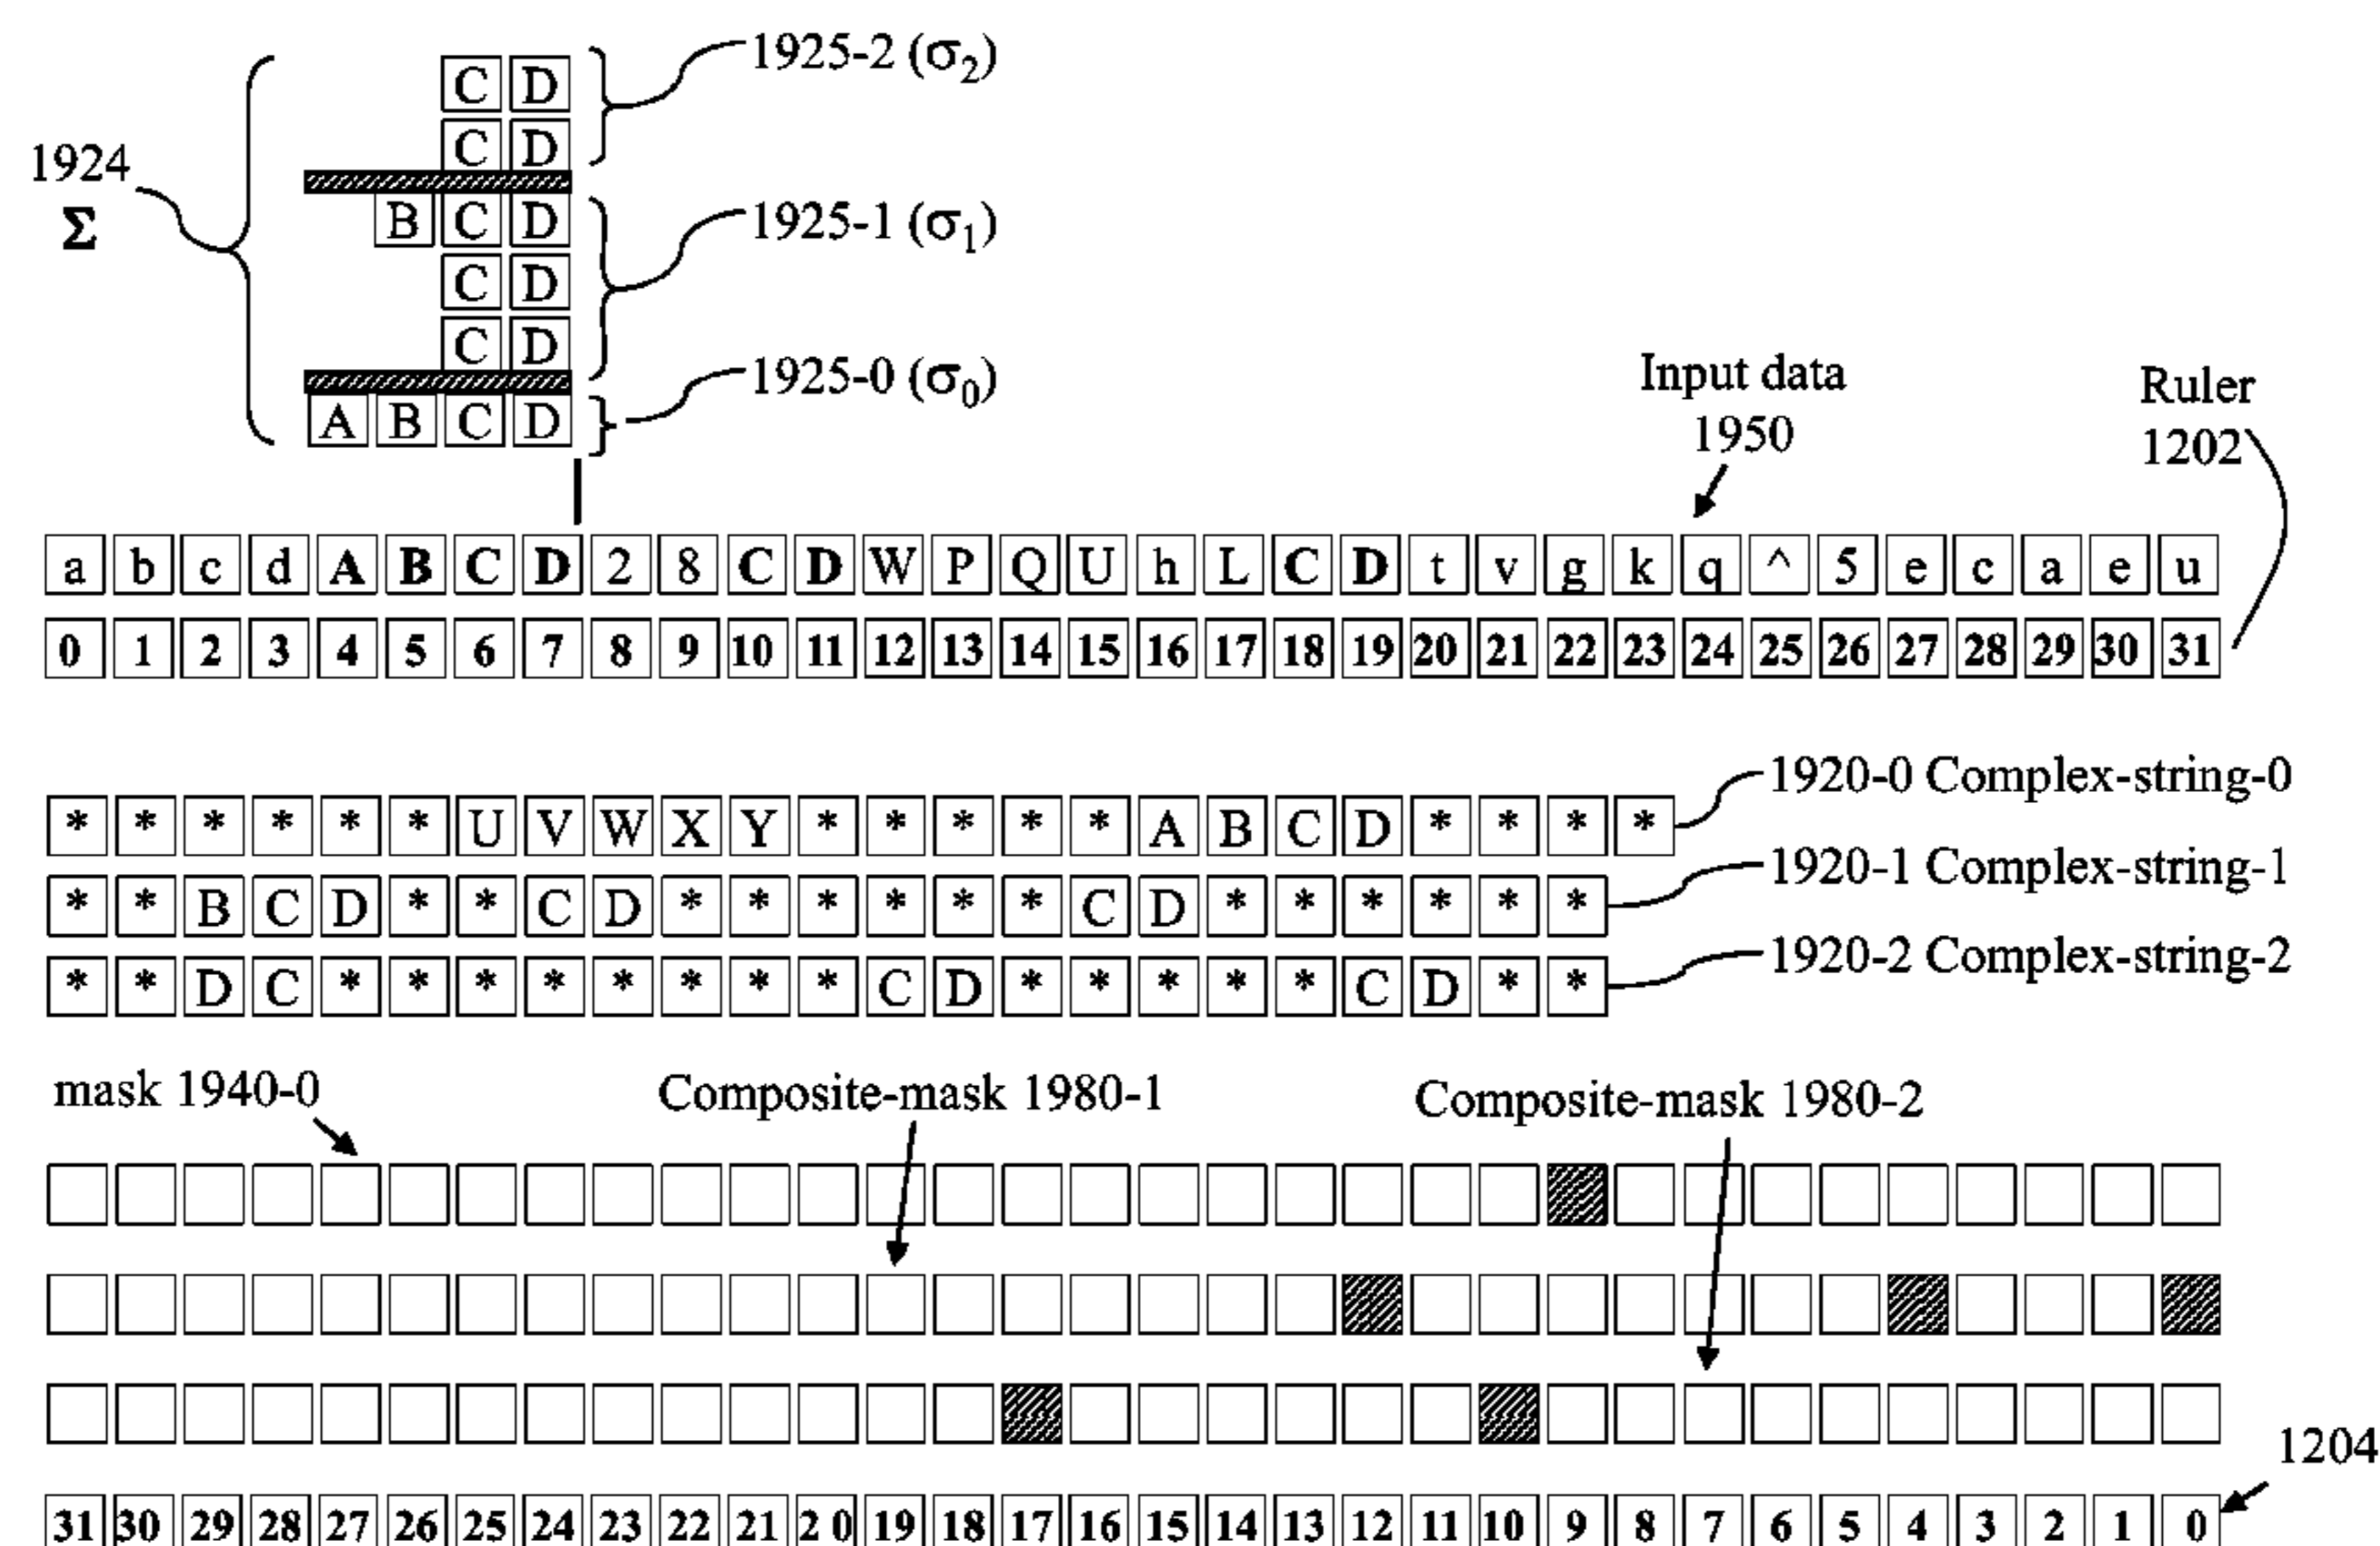 1925-2 (σ2)
C D
C D
1924
Σ
B C D
1925-1 (σ1)
C D
C D
1925-0 (σ0)
A B C D
Input data
1950
Ruler
1202
a b c d A B C D 2 8 C D W P Q U h L C D t v g k q ^ 5 e c a e u
0 1 2 3 4 5 6 7 8 9 10 11 12 13 14 15 16 17 18 19 20 21 22 23 24 25 26 27 28 29 30 31
* * * * * * U V W X Y * * * * * A B C D * * * * 1920-0 Complex-string-0
* * B C D * * C D * * * * * * C D * * * * * * 1920-1 Complex-string-1
* * D C * * * * * * * * C D * * * * * C D * * 1920-2 Complex-string-2
mask 1940-0
Composite-mask 1980-1
Composite-mask 1980-2
1204
31 30 29 28 27 26 25 24 23 22 21 2 0 19 18 17 16 15 14 13 12 11 10 9 8 7 6 5 4 3 2 1 0